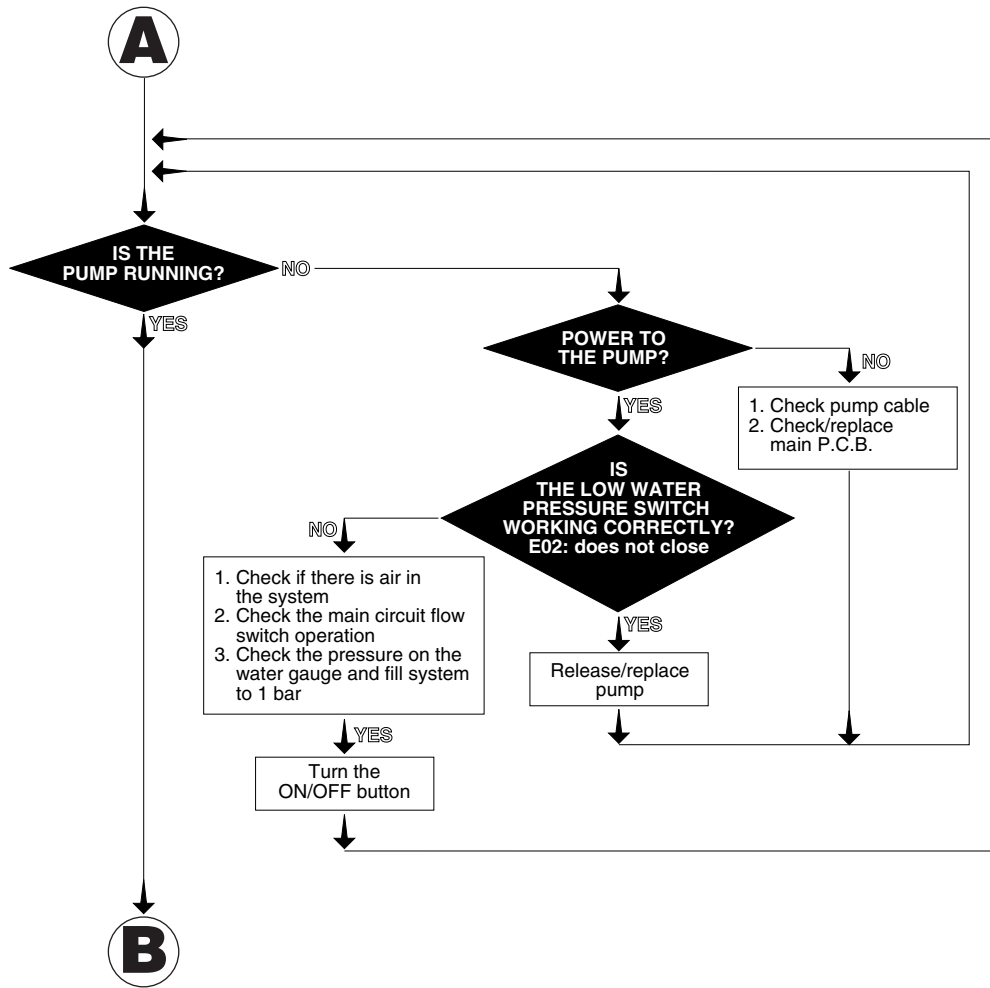 A
IS THE
PUMP RUNNING?
NO
YES
POWER TO
THE PUMP?
NO
1. Check pump cable
2. Check/replace
main P.C.B.
YES
IS
THE LOW WATER
PRESSURE SWITCH
WORKING CORRECTLY?
E02: does not close
NO
1. Check if there is air in
the system
2. Check the main circuit flow
switch operation
3. Check the pressure on the
water gauge and fill system
to 1 bar
YES
Release/replace
pump
YES
Turn the
ON/OFF button
B